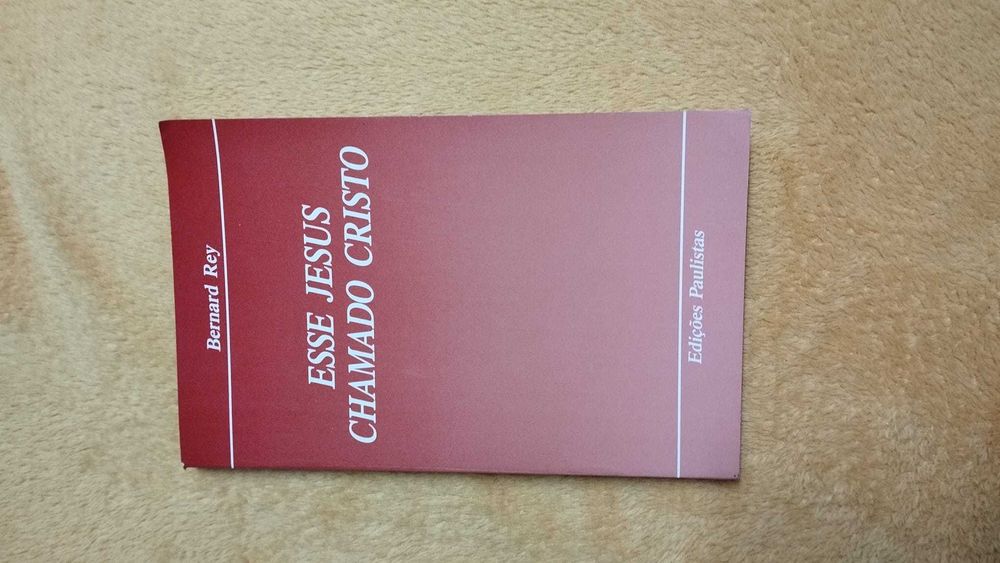 Bernard Rey
ESSE JESUS
CHAMADO CRISTO
Edições Paulistas